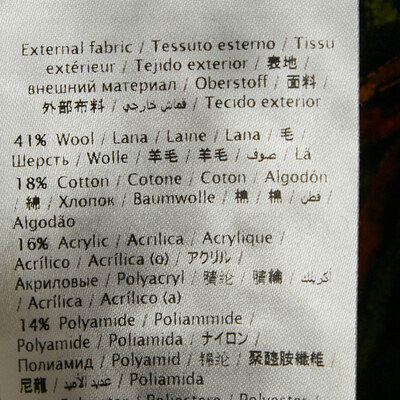 External fabric / Tessuto esterno / Tissu
extérieur / Tejido exterior / 表地 /
внешний материал / Oberstoff / 面料 /
外部布料 / قماش خارجي / Tecido exterior
41% Wool / Lana / Laine / Lana / 毛 /
Шерсть / Wolle / 羊毛 / 羊毛 / صوف / Lã
18% Cotton / Cotone / Coton / Algodón
/ 綿 / Хлопок / Baumwolle / 棉 / 棉 / قطن /
Algodão
16% Acrylic / Acrilica / Acrylique /
Acrílico / Acrílica (o) / アクリル /
Акриловые / Polyacryl / 腈纶 / 腈綸 / أكريلك
/ Acrílica / Acrílico (a)
14% Polyamide / Poliammide /
Polyamide / Poliamida / ナイロン /
Полиамид / Polyamid / 锦纶 / 聚醯胺纖維 /
尼龍 / عديد الأميد / Poliamida